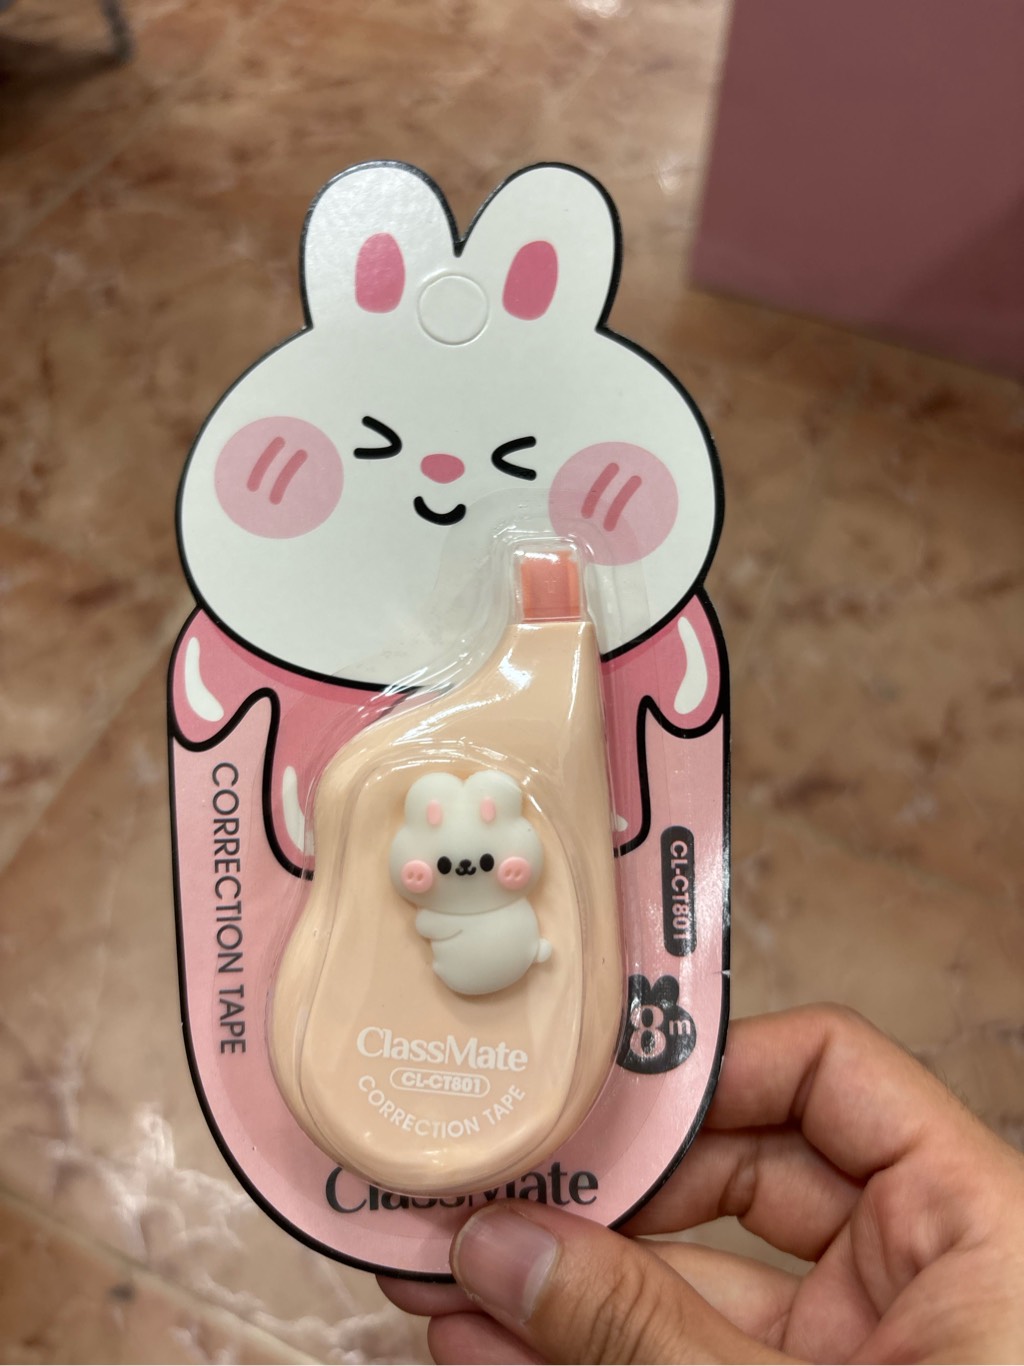 CORRECTION TAPE
CL-CT801
8m
ClassMate
CL-CT801
CORRECTION TAPE
ClassMate